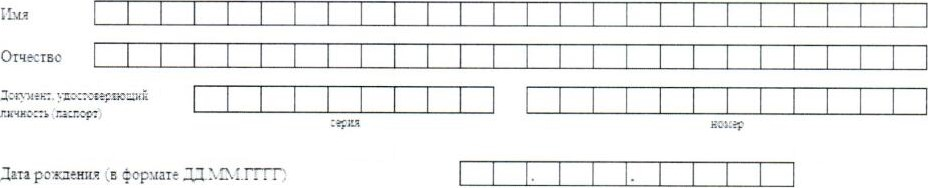 Имя
Отчество
Документ, удостоверяющий
личность (паспорт)
серия
номер
Дата рождения (в формате ДД.ММ.ГГГГ)
. .